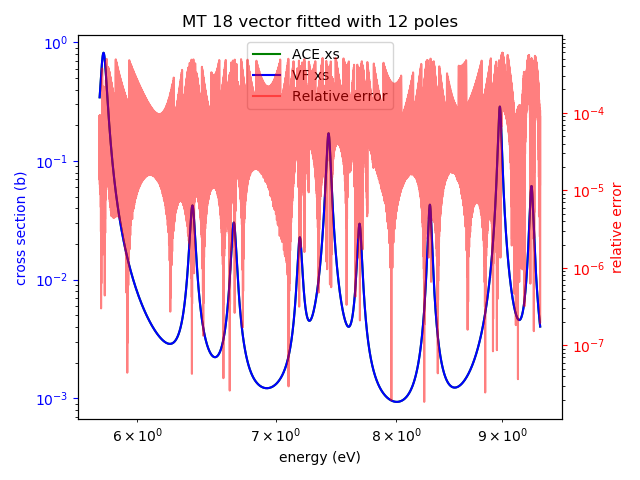 MT 18 vector fitted with 12 poles
ACE xs
VF xs
Relative error
10⁰
10⁻¹
10⁻²
10⁻³
cross section (b)
10⁻⁴
10⁻⁵
10⁻⁶
10⁻⁷
relative error
6 × 10⁰ 7 × 10⁰ 8 × 10⁰ 9 × 10⁰
energy (eV)